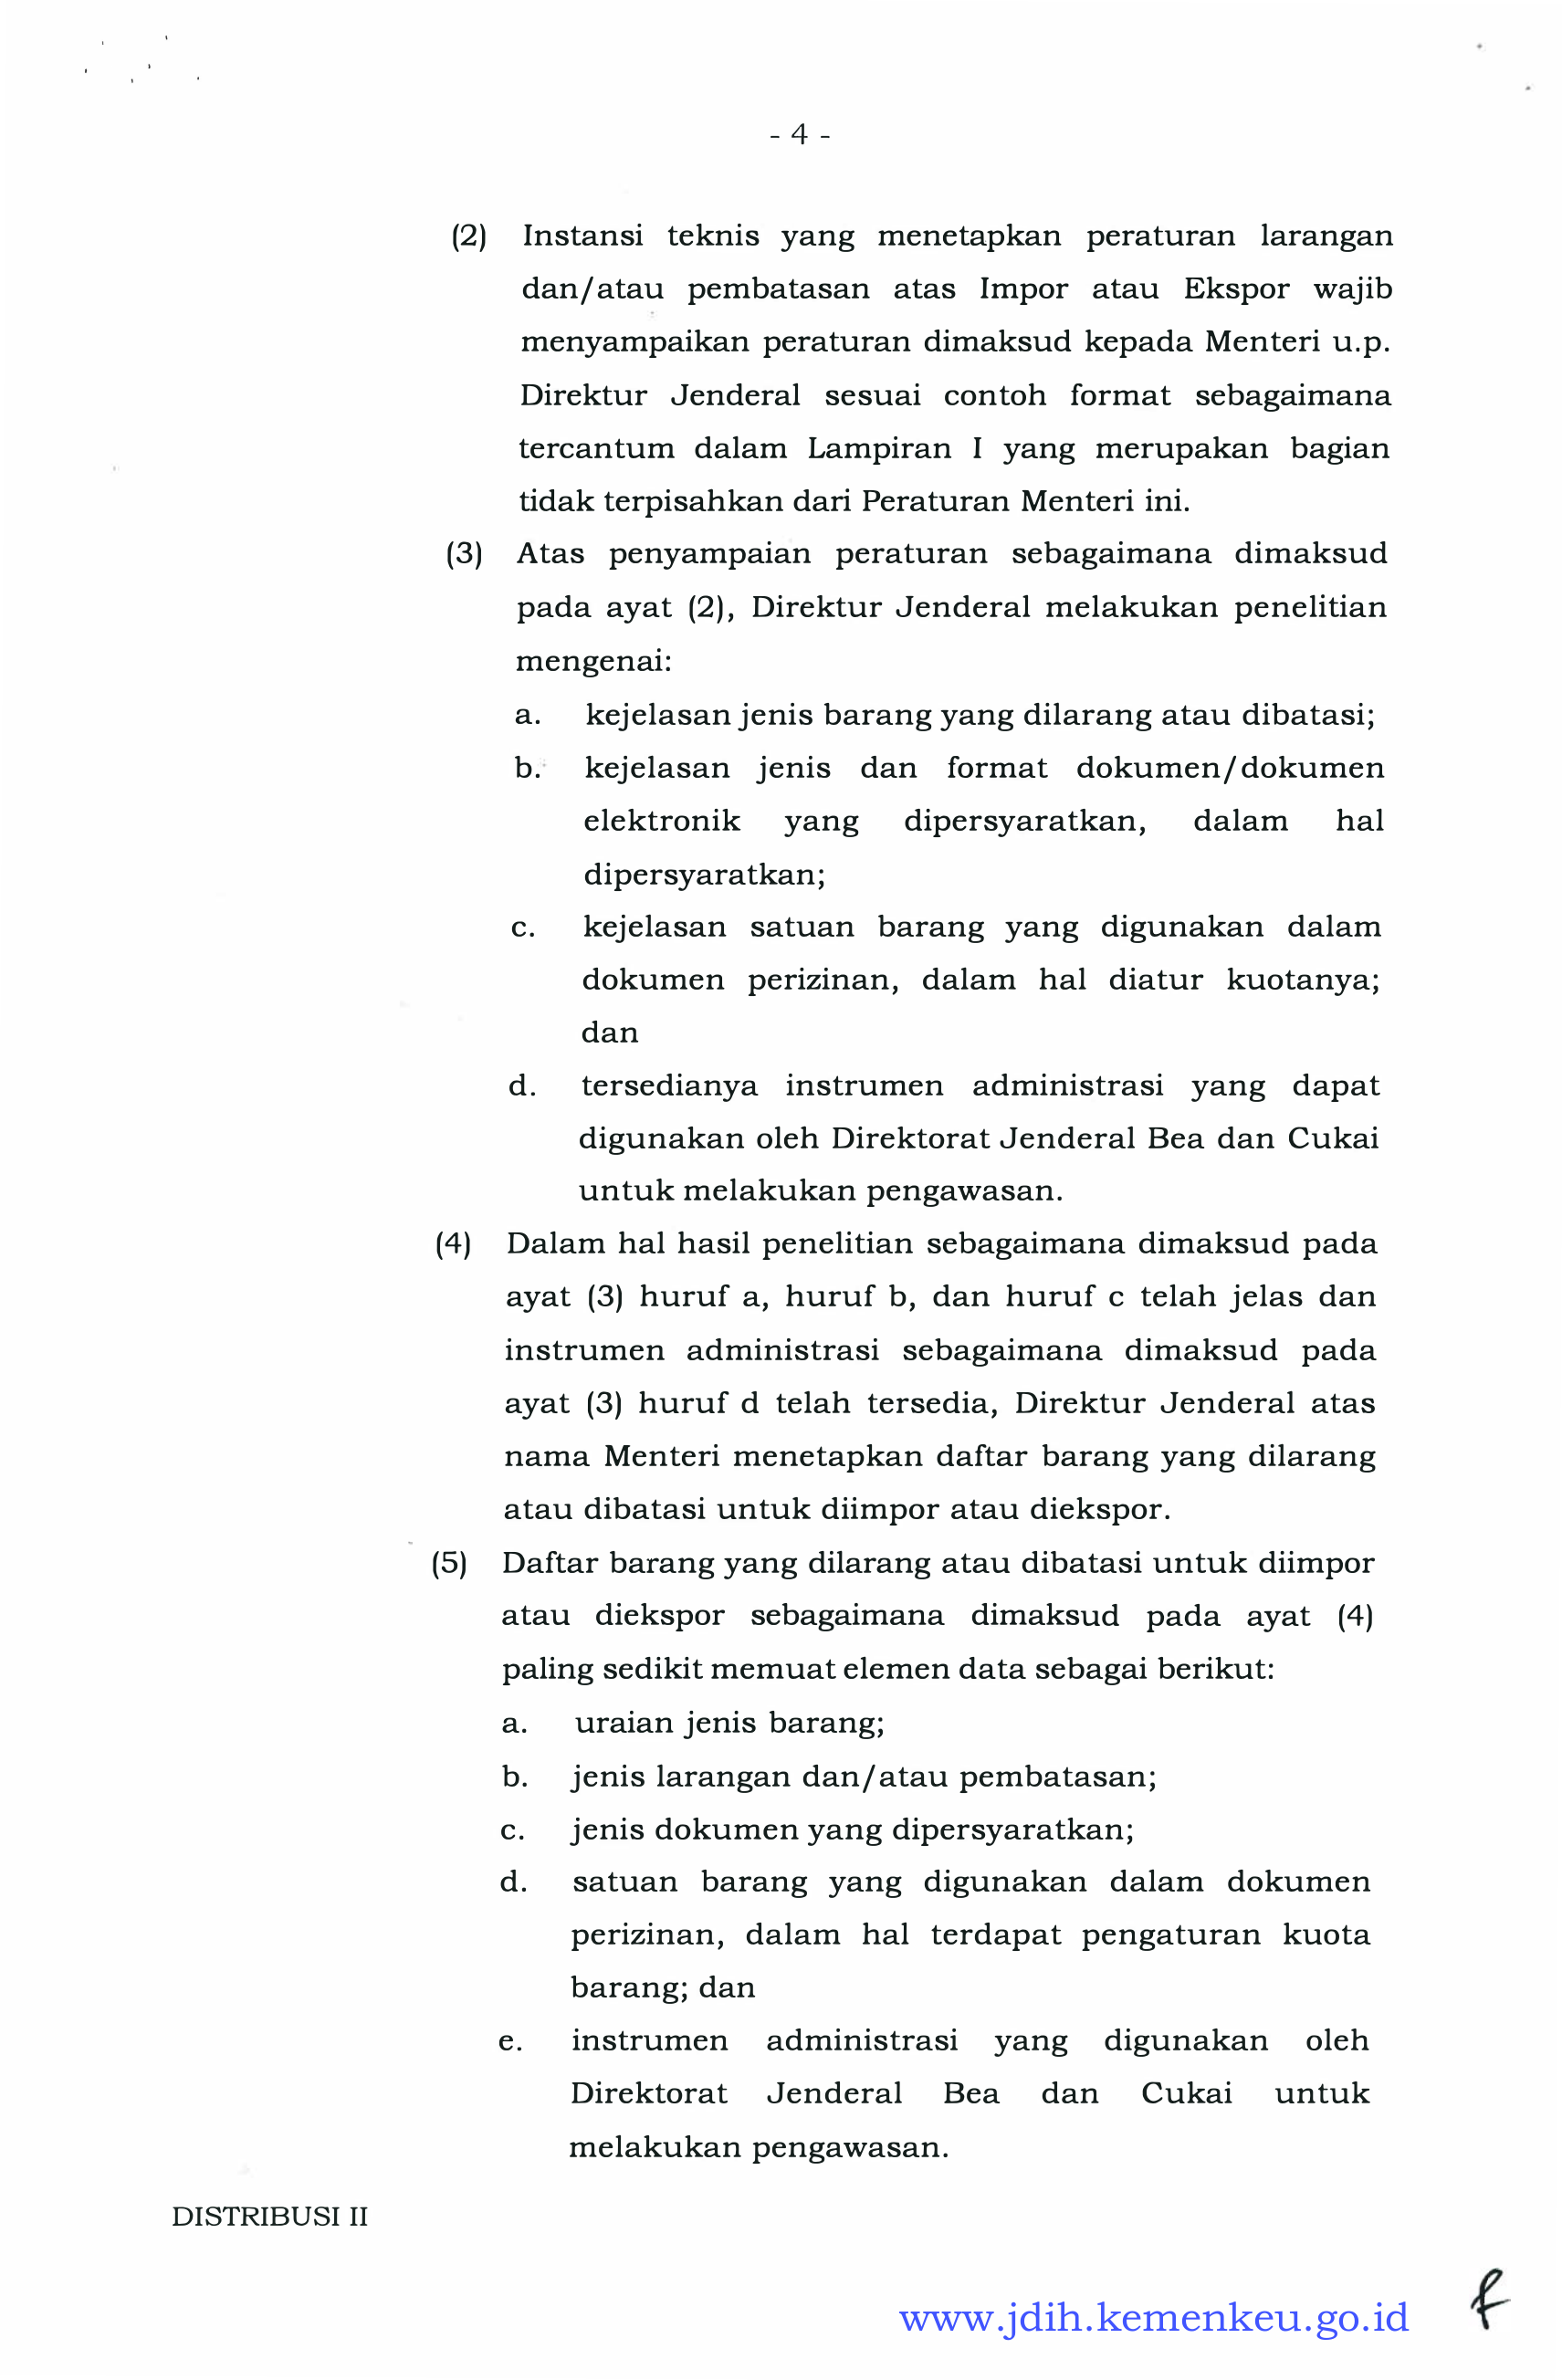 - 4 -
(2) Instansi teknis yang menetapkan peraturan larangan
dan/atau pembatasan atas Impor atau Ekspor wajib
menyampaikan peraturan dimaksud kepada Menteri u.p.
Direktur Jenderal sesuai contoh format sebagaimana
tercantum dalam Lampiran I yang merupakan bagian
tidak terpisahkan dari Peraturan Menteri ini.
(3) Atas penyampaian peraturan sebagaimana dimaksud
pada ayat (2), Direktur Jenderal melakukan penelitian
mengenai:
a. kejelasan jenis barang yang dilarang atau dibatasi;
b. kejelasan jenis dan format dokumen/dokumen
elektronik yang dipersyaratkan, dalam hal
dipersyaratkan;
c. kejelasan satuan barang yang digunakan dalam
dokumen perizinan, dalam hal diatur kuotanya;
dan
d. tersedianya instrumen administrasi yang dapat
digunakan oleh Direktorat Jenderal Bea dan Cukai
untuk melakukan pengawasan.
(4) Dalam hal hasil penelitian sebagaimana dimaksud pada
ayat (3) huruf a, huruf b, dan huruf c telah jelas dan
instrumen administrasi sebagaimana dimaksud pada
ayat (3) huruf d telah tersedia, Direktur Jenderal atas
nama Menteri menetapkan daftar barang yang dilarang
atau dibatasi untuk diimpor atau diekspor.
(5) Daftar barang yang dilarang atau dibatasi untuk diimpor
atau diekspor sebagaimana dimaksud pada ayat (4)
paling sedikit memuat elemen data sebagai berikut:
a. uraian jenis barang;
b. jenis larangan dan/atau pembatasan;
c. jenis dokumen yang dipersyaratkan;
d. satuan barang yang digunakan dalam dokumen
perizinan, dalam hal terdapat pengaturan kuota
barang; dan
e. instrumen administrasi yang digunakan oleh
Direktorat Jenderal Bea dan Cukai untuk
melakukan pengawasan.
DISTRIBUSI II
www.jdih.kemenkeu.go.id